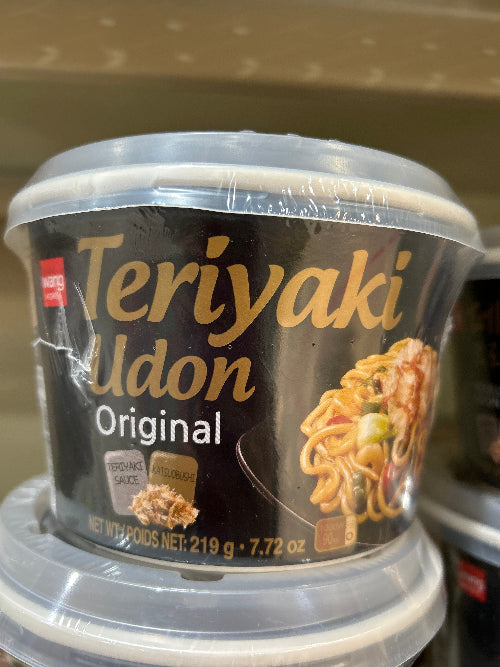 wang
Teriyaki
Udon
Original
TERIYAKI
SAUCE
KATSUOBUSHI
NET WT / POIDS NET: 219 g • 7.72 oz